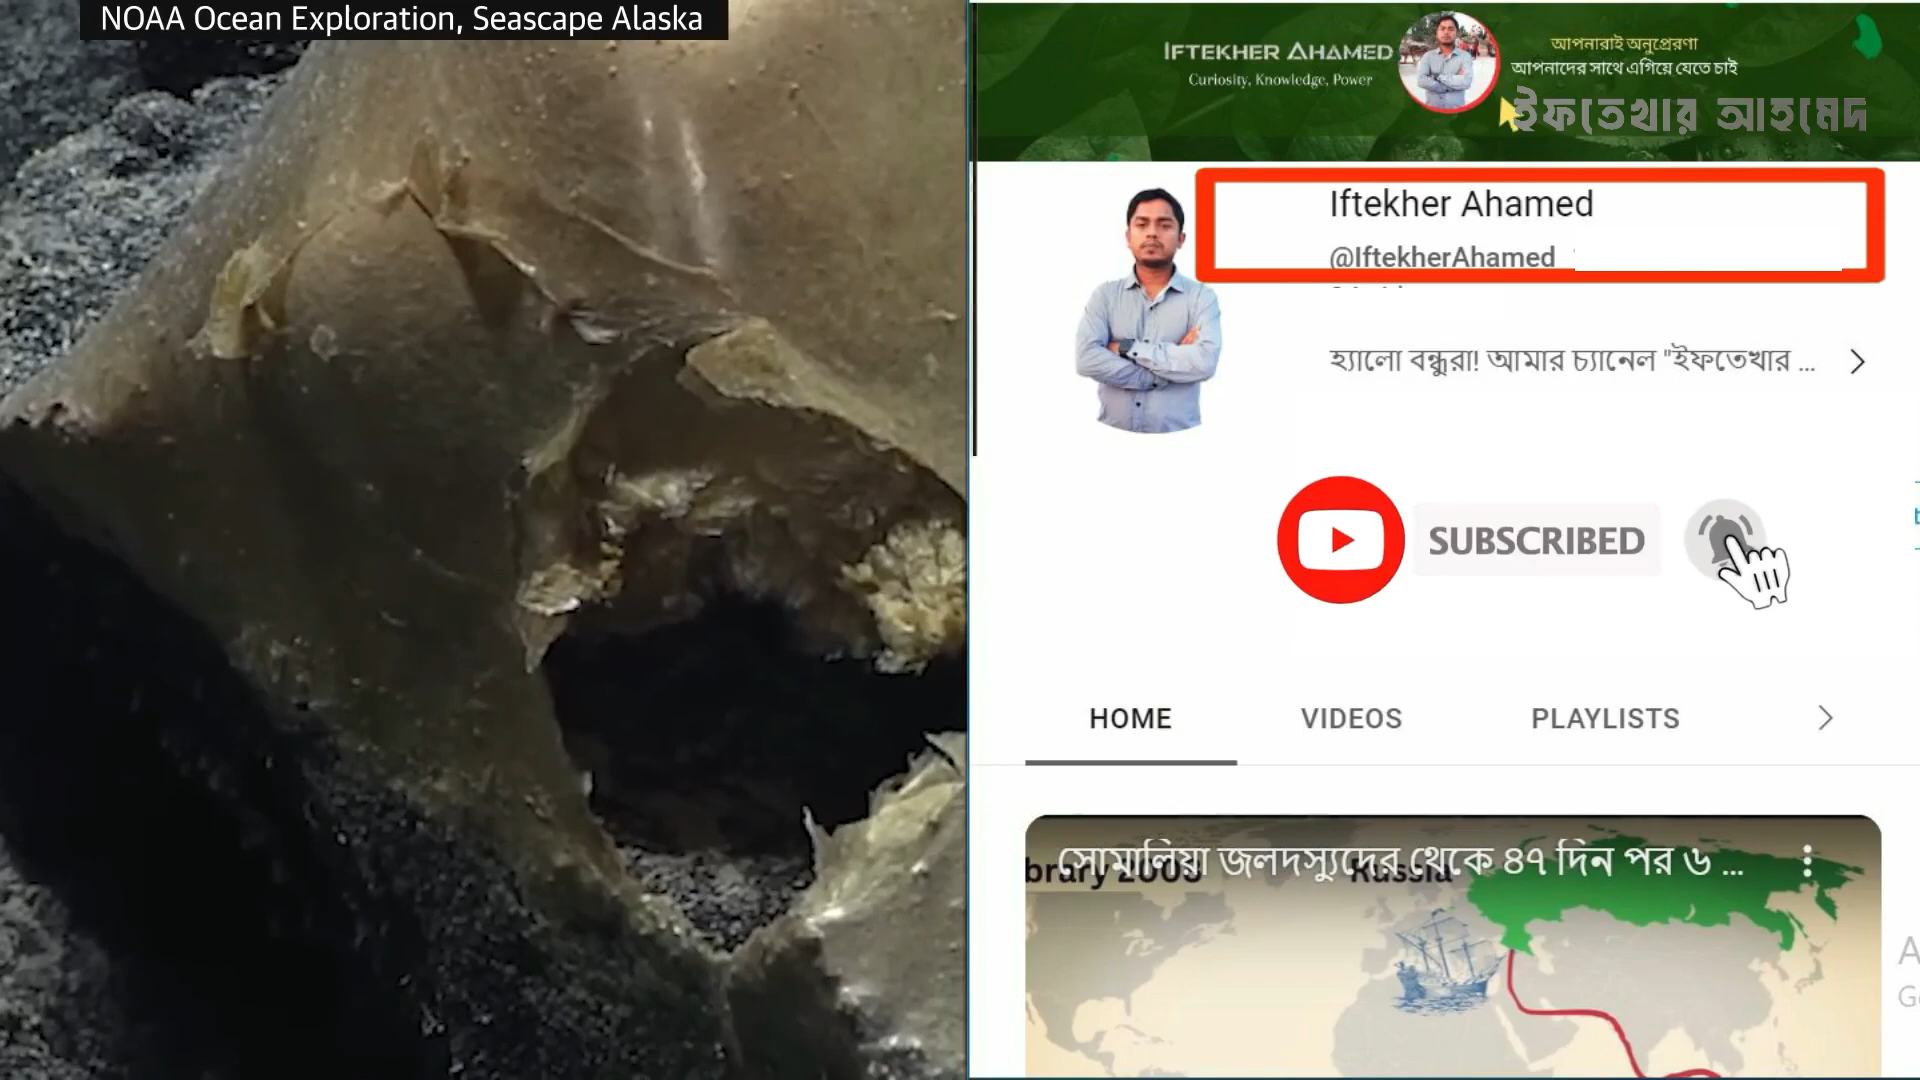 NOAA Ocean Exploration, Seascape Alaska
IFTEKHER AHAMED
Curiosity, Knowledge, Power
আপনারাই অনুপ্রেরণা
আপনাদের সাথে এগিয়ে যেতে চাই
ইফতেখার আহমেদ
Iftekher Ahamed
@IftekherAhamed
হ্যালো বন্ধুরা! আমার চ্যানেল "ইফতেখার ...
SUBSCRIBED
HOME VIDEOS PLAYLISTS
সোমালিয়া জলদস্যুদের থেকে ৪৭ দিন পর ৬ ...
Russia